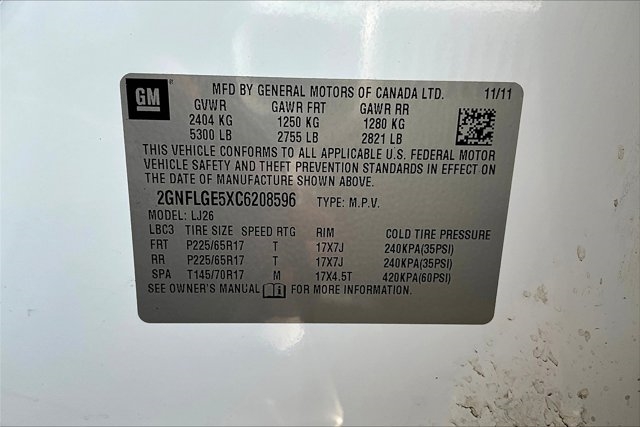 GM ® MFD BY GENERAL MOTORS OF CANADA LTD. 11/11
GVWR GAWR FRT GAWR RR
2404 KG 1250 KG 1280 KG
5300 LB 2755 LB 2821 LB
THIS VEHICLE CONFORMS TO ALL APPLICABLE U.S. FEDERAL MOTOR
VEHICLE SAFETY AND THEFT PREVENTION STANDARDS IN EFFECT ON
THE DATE OF MANUFACTURE SHOWN ABOVE.
2GNFLGE5XC6208596 TYPE: M.P.V.
MODEL: LJ26
LBC3 TIRE SIZE SPEED RTG RIM COLD TIRE PRESSURE
FRT P225/65R17 T 17X7J 240KPA(35PSI)
RR P225/65R17 T 17X7J 240KPA(35PSI)
SPA T145/70R17 M 17X4.5T 420KPA(60PSI)
SEE OWNER'S MANUAL FOR MORE INFORMATION.